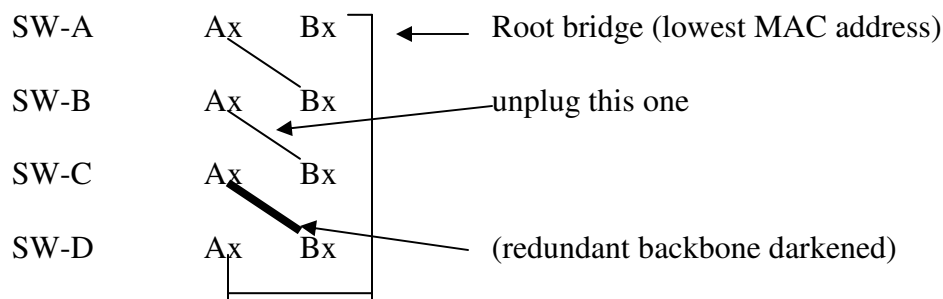 SW-A Ax Bx Root bridge (lowest MAC address)
SW-B Ax Bx unplug this one
SW-C Ax Bx
SW-D Ax Bx (redundant backbone darkened)